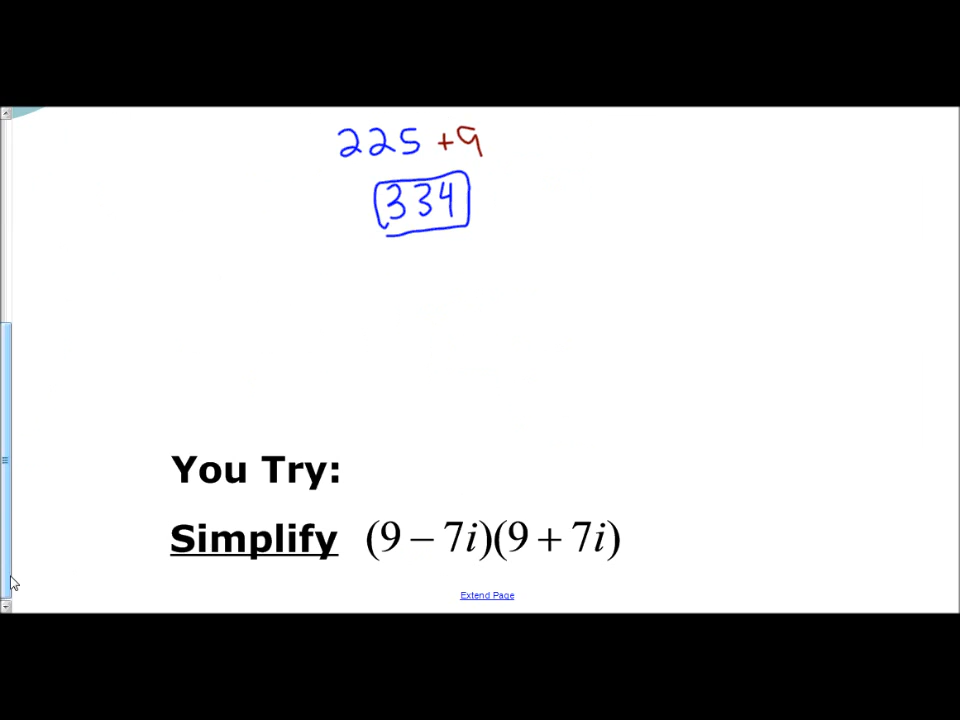 225 +9
334
You Try:
Simplify (9 − 7i)(9 + 7i)
Extend Page